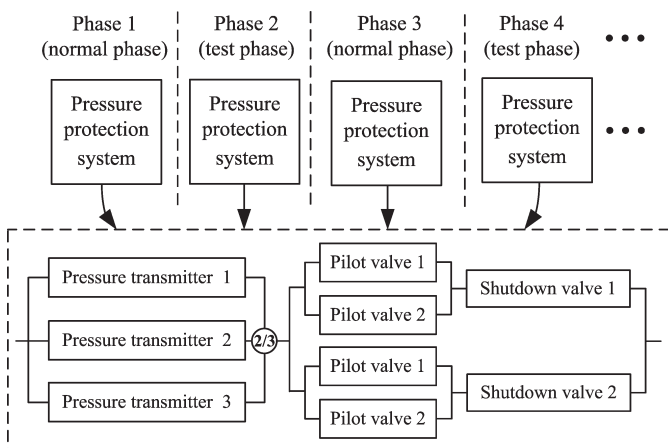 Phase 1
(normal phase)
Phase 2
(test phase)
Phase 3
(normal phase)
Phase 4
(test phase)
Pressure
protection
system
Pressure
protection
system
Pressure
protection
system
Pressure
protection
system
Pressure transmitter 1
Pressure transmitter 2
Pressure transmitter 3
2/3
Pilot valve 1
Pilot valve 2
Pilot valve 1
Pilot valve 2
Shutdown valve 1
Shutdown valve 2